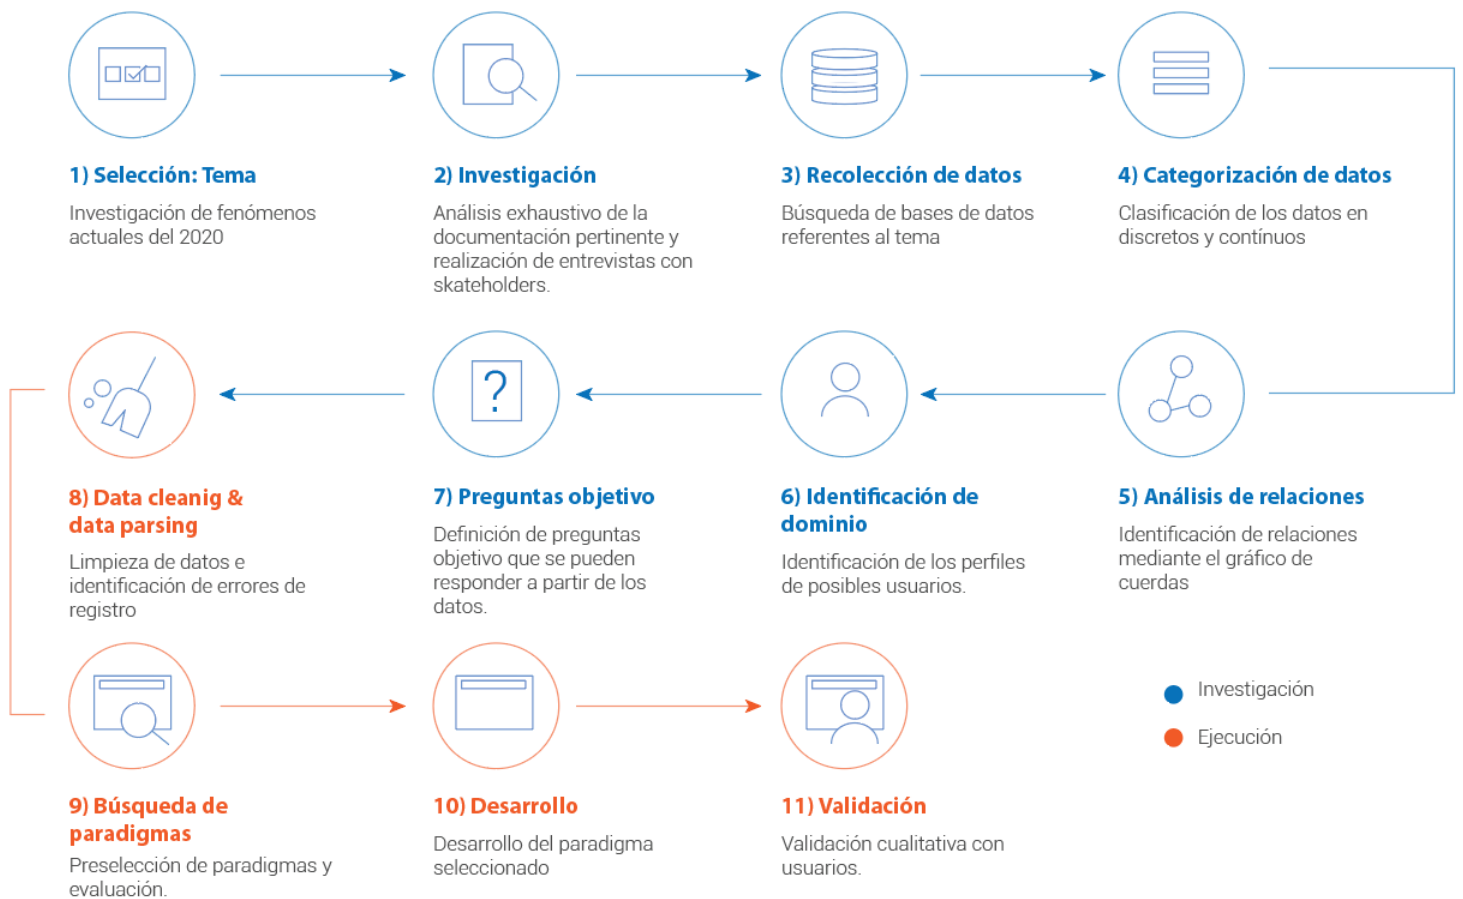 1) Selección: Tema
Investigación de fenómenos
actuales del 2020
2) Investigación
Análisis exhaustivo de la
documentación pertinente y
realización de entrevistas con
skateholders.
3) Recolección de datos
Búsqueda de bases de datos
referentes al tema
4) Categorización de datos
Clasificación de los datos en
discretos y contínuos
?
8) Data cleanig &
data parsing
Limpieza de datos e
identificación de errores de
registro
7) Preguntas objetivo
Definición de preguntas
objetivo que se pueden
responder a partir de los
datos.
6) Identificación de
dominio
Identificación de los perfiles
de posibles usuarios.
5) Análisis de relaciones
Identificación de relaciones
mediante el gráfico de
cuerdas
9) Búsqueda de
paradigmas
Preselección de paradigmas y
evaluación.
10) Desarrollo
Desarrollo del paradigma
seleccionado
11) Validación
Validación cualitativa con
usuarios.
Investigación
Ejecución